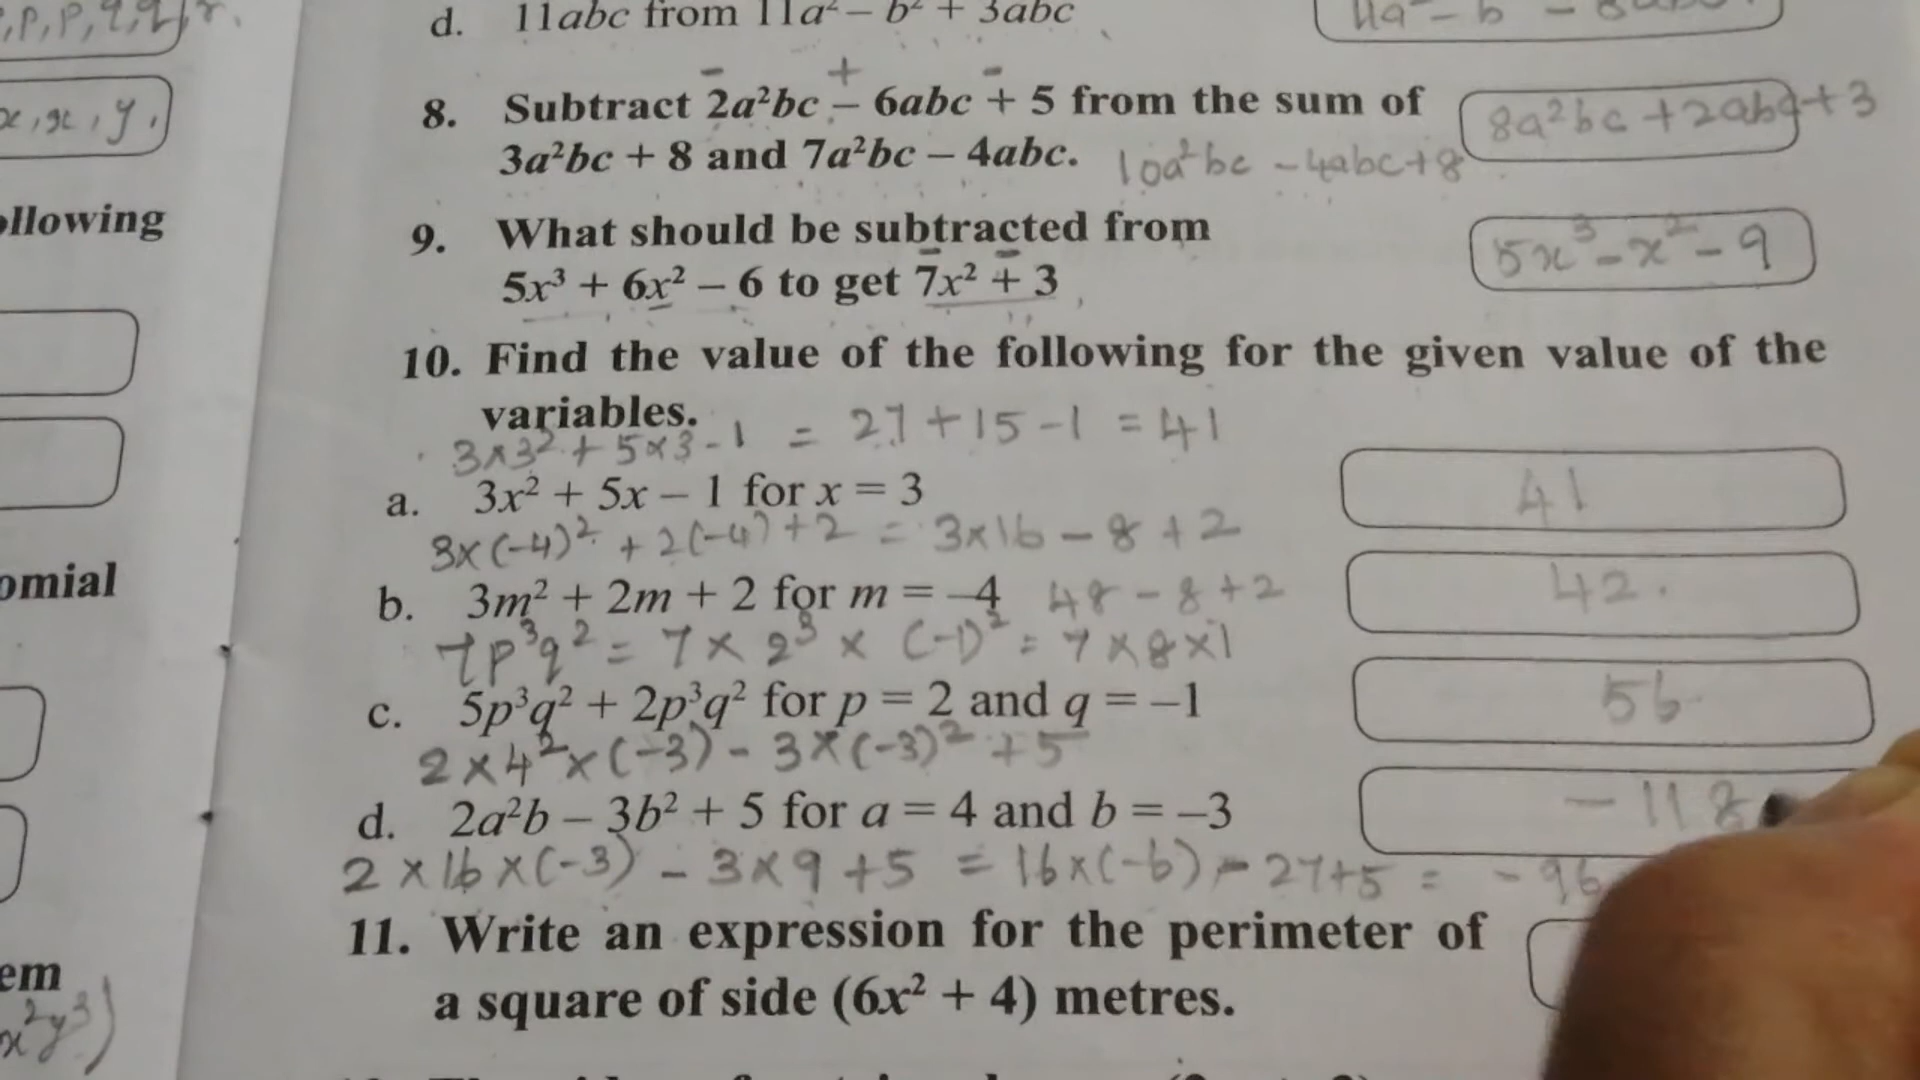 ,p,p,q,q,r.
d. 11abc from 11a² – b² + 3abc
11a² – b² – 8abc
x,x,y,
– + –
8. Subtract 2a²bc – 6abc + 5 from the sum of
8a²bc + 2abc + 3
3a²bc + 8 and 7a²bc – 4abc. 10a²bc – 4abc + 8
ollowing
9. What should be subtracted from
5x³ – x² – 9
– –
5x³ + 6x² – 6 to get 7x² + 3
10. Find the value of the following for the given value of the
variables.
3×3² + 5×3 – 1 = 27 + 15 – 1 = 41
a. 3x² + 5x – 1 for x = 3
41
3×(–4)² + 2(–4) + 2 = 3×16 – 8 + 2
omial
b. 3m² + 2m + 2 for m = –4 48 – 8 + 2
42.
7p³q² = 7 × 2³ × (–1)² = 7 × 8 × 1
c. 5p³q² + 2p³q² for p = 2 and q = –1
56
2 × 4² × (–3) – 3 × (–3)² + 5
d. 2a²b – 3b² + 5 for a = 4 and b = –3
–118
2 × 16 × (–3) – 3×9 + 5 = 16×(–6) – 27+5 = –96
11. Write an expression for the perimeter of
a square of side (6x² + 4) metres.
em
x²y³)